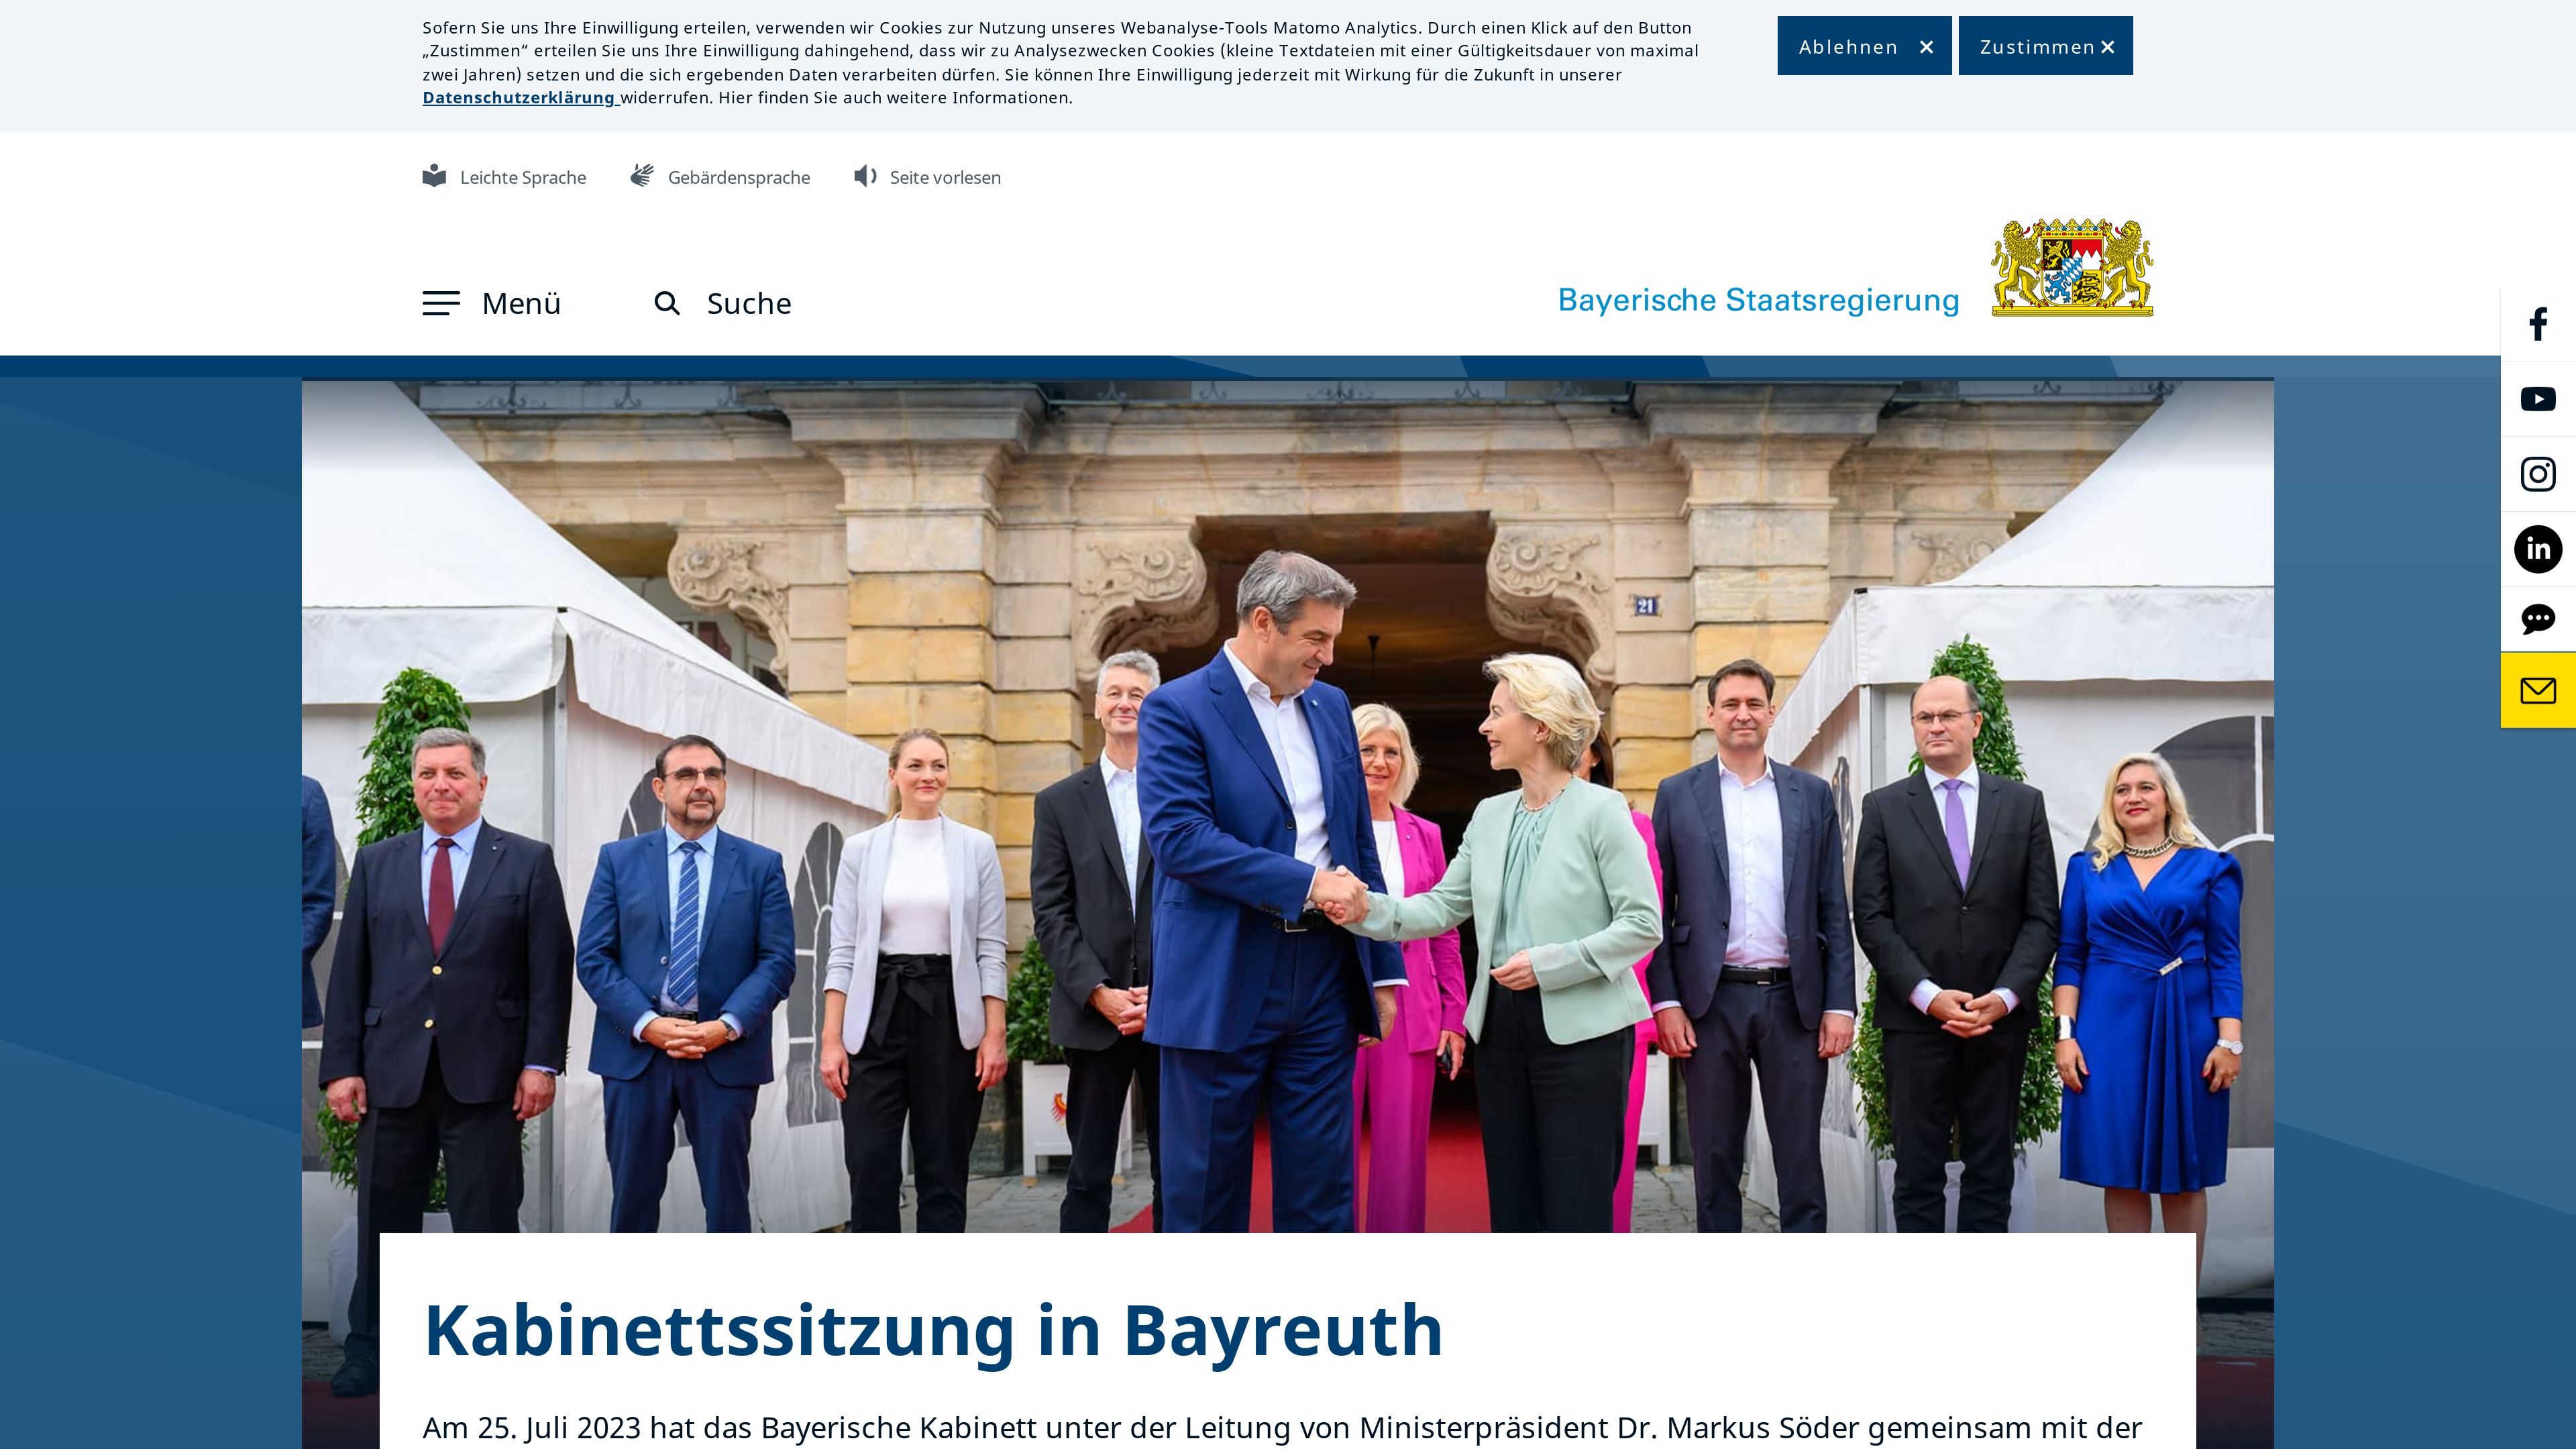 Sofern Sie uns Ihre Einwilligung erteilen, verwenden wir Cookies zur Nutzung unseres Webanalyse-Tools Matomo Analytics. Durch einen Klick auf den Button
„Zustimmen“ erteilen Sie uns Ihre Einwilligung dahingehend, dass wir zu Analysezwecken Cookies (kleine Textdateien mit einer Gültigkeitsdauer von maximal
zwei Jahren) setzen und die sich ergebenden Daten verarbeiten dürfen. Sie können Ihre Einwilligung jederzeit mit Wirkung für die Zukunft in unserer
Datenschutzerklärung widerrufen. Hier finden Sie auch weitere Informationen.
Ablehnen
Zustimmen
Leichte Sprache
Gebärdensprache
Seite vorlesen
Menü
Suche
Bayerische Staatsregierung
21
Kabinettssitzung in Bayreuth
Am 25. Juli 2023 hat das Bayerische Kabinett unter der Leitung von Ministerpräsident Dr. Markus Söder gemeinsam mit der